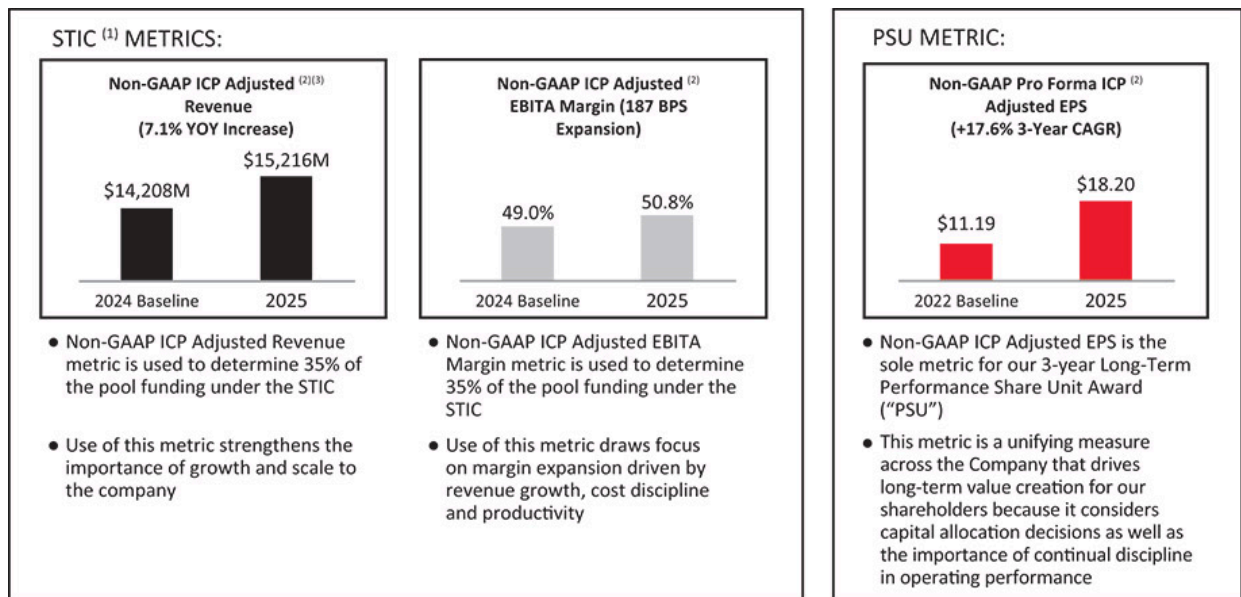 STIC (1) METRICS:
Non-GAAP ICP Adjusted (2)(3)
Revenue
(7.1% YOY Increase)
$15,216M
$14,208M
2024 Baseline
2025
● Non-GAAP ICP Adjusted Revenue
metric is used to determine 35% of
the pool funding under the STIC
● Use of this metric strengthens the
importance of growth and scale to
the company
Non-GAAP ICP Adjusted (2)
EBITA Margin (187 BPS
Expansion)
49.0%
50.8%
2024 Baseline
2025
● Non-GAAP ICP Adjusted EBITA
Margin metric is used to determine
35% of the pool funding under the
STIC
● Use of this metric draws focus
on margin expansion driven by
revenue growth, cost discipline
and productivity
PSU METRIC:
Non-GAAP Pro Forma ICP (2)
Adjusted EPS
(+17.6% 3-Year CAGR)
$18.20
$11.19
2022 Baseline
2025
● Non-GAAP ICP Adjusted EPS is the
sole metric for our 3-year Long-Term
Performance Share Unit Award
(“PSU”)
● This metric is a unifying measure
across the Company that drives
long-term value creation for our
shareholders because it considers
capital allocation decisions as well as
the importance of continual discipline
in operating performance